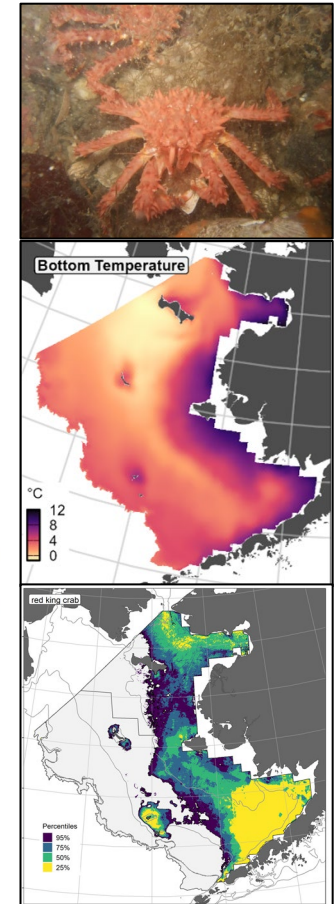 Bottom Temperature
°C
12
8
4
0
red king crab
Percentiles
95%
75%
50%
25%